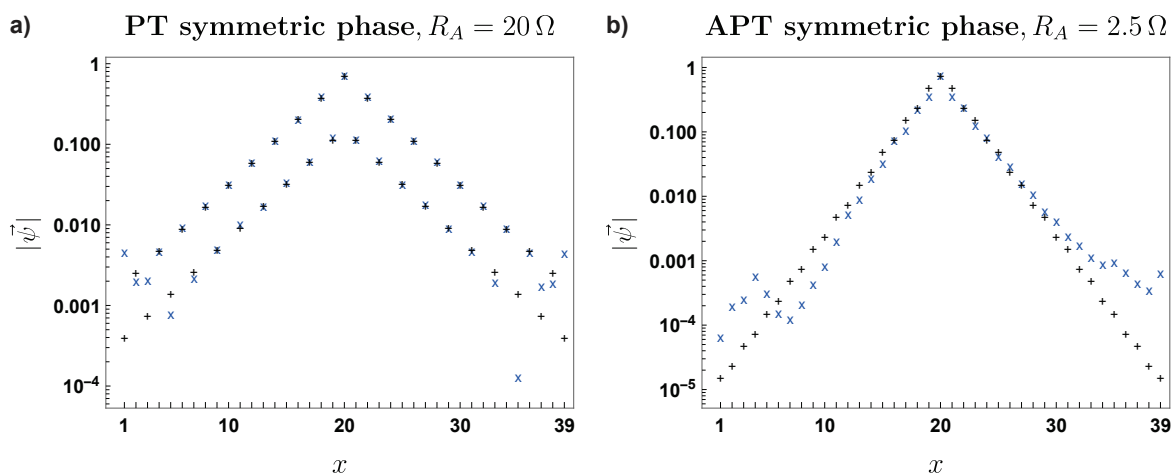 a) PT symmetric phase, R_A = 20 Ω
1
0.100
0.010
0.001
10⁻⁴
|ψ⃗|
1 10 20 30 39
x
b) APT symmetric phase, R_A = 2.5 Ω
1
0.100
0.010
0.001
10⁻⁴
10⁻⁵
|ψ⃗|
1 10 20 30 39
x